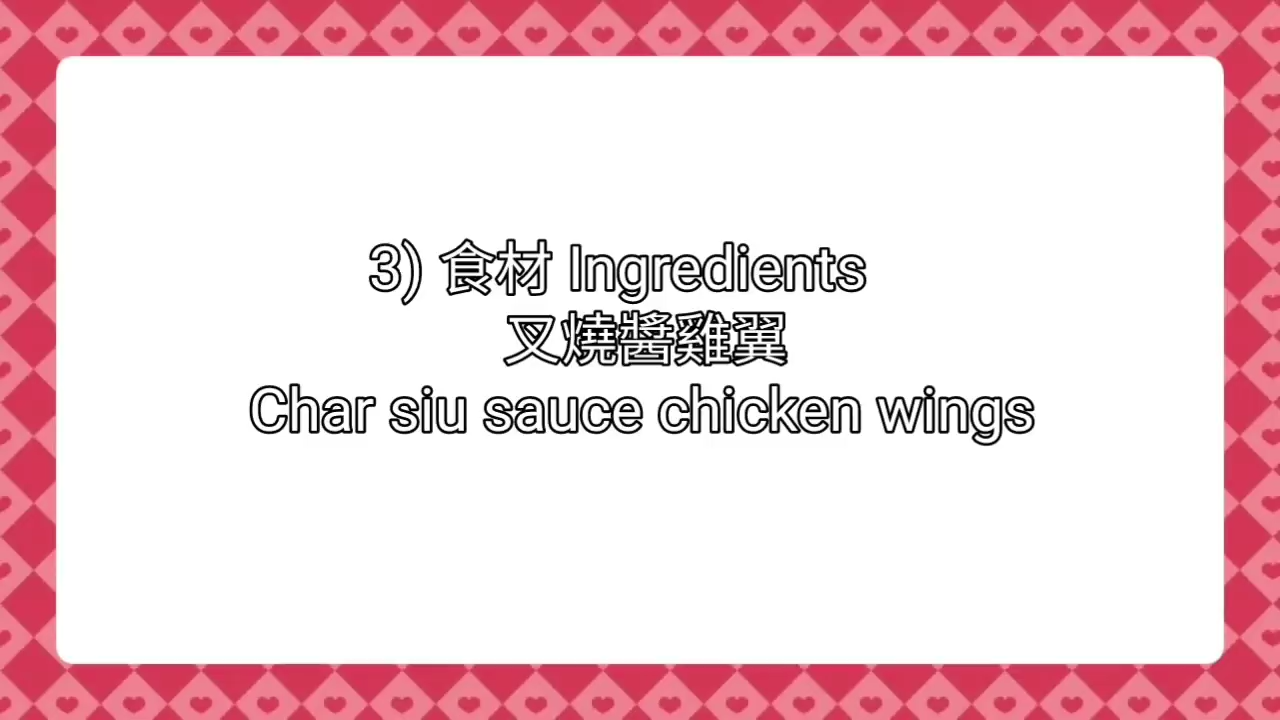 3) 食材 Ingredients
叉燒醬雞翼
Char siu sauce chicken wings